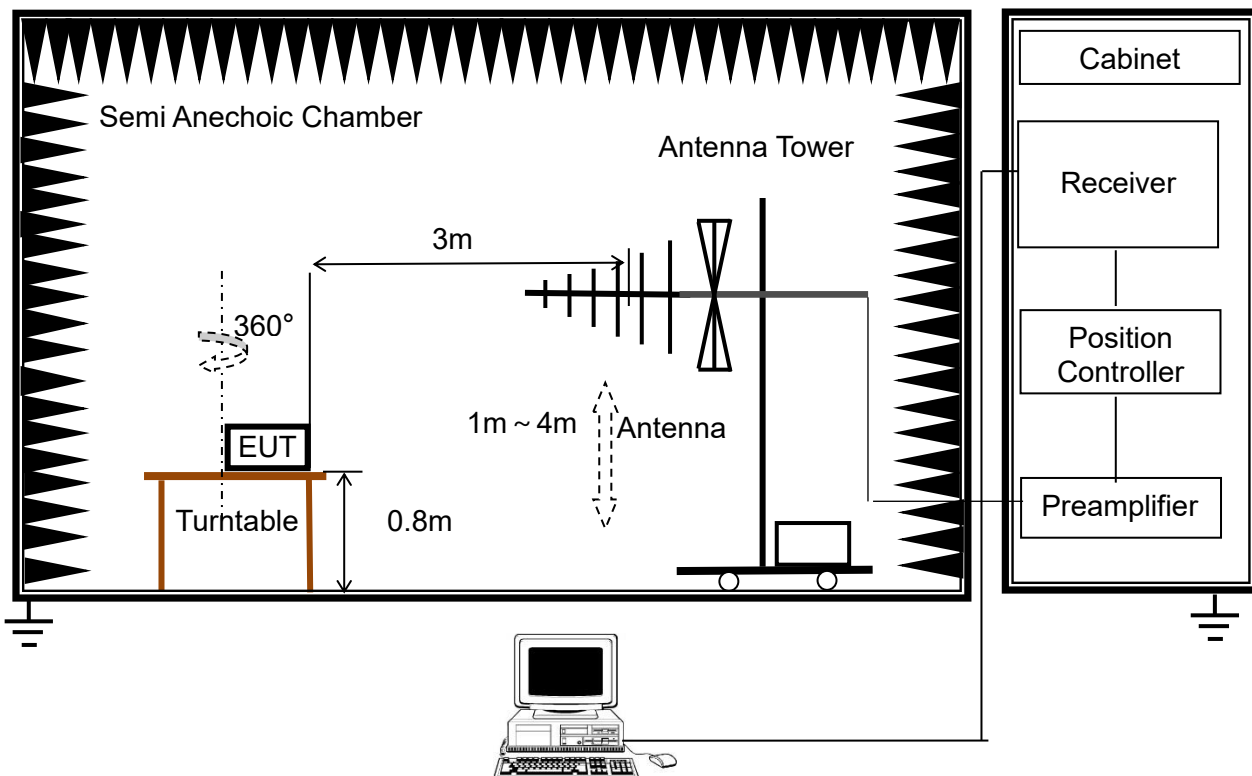 Cabinet
Semi Anechoic Chamber
Antenna Tower
Receiver
3m
360°
Position
Controller
1m ~ 4m
Antenna
EUT
Turntable
0.8m
Preamplifier